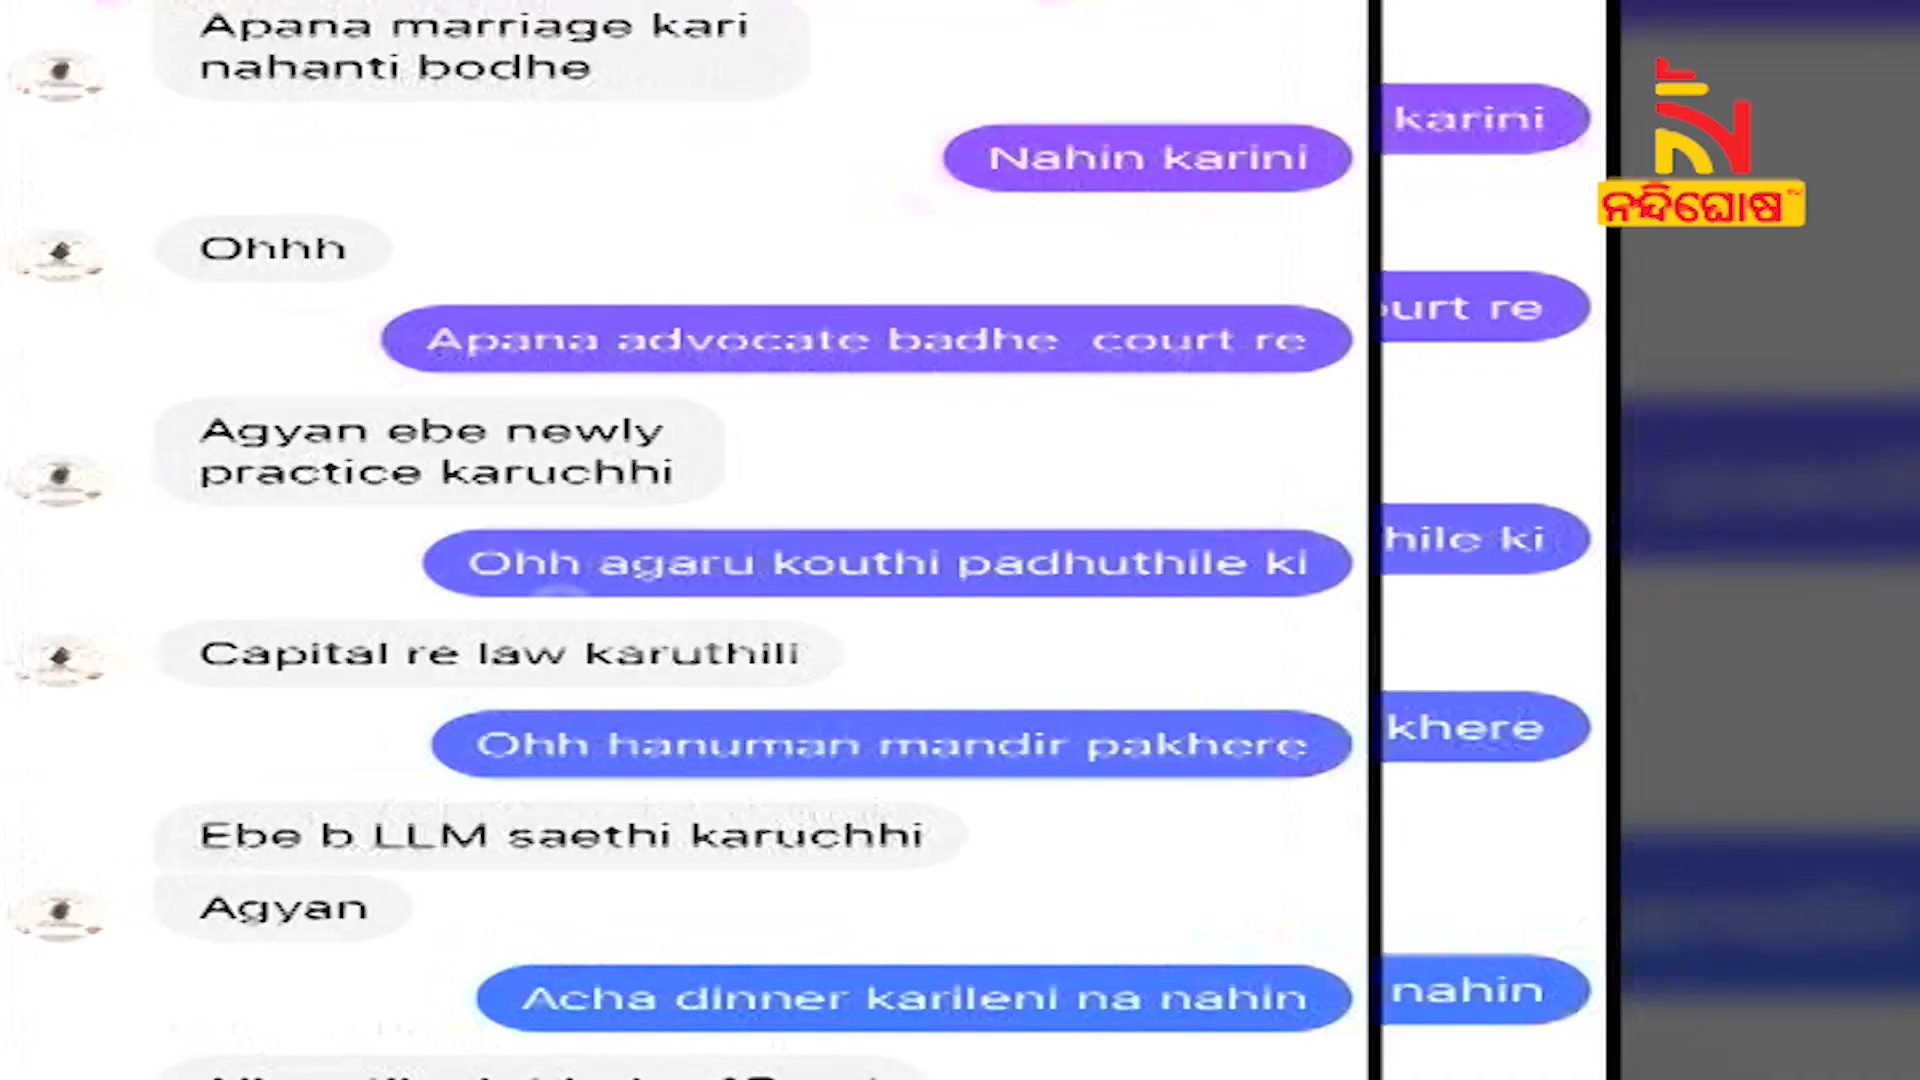 Apana marriage kari
nahanti bodhe
karini
Nahin karini
ନନ୍ଦିଘୋଷ
Ohhh
urt re
Apana advocate badhe court re
Agyan ebe newly
practice karuchhi
hile ki
Ohh agaru kouthi padhuthile ki
Capital re law karuthili
khere
Ohh hanuman mandir pakhere
Ebe b LLM saethi karuchhi
Agyan
nahin
Acha dinner karileni na nahin